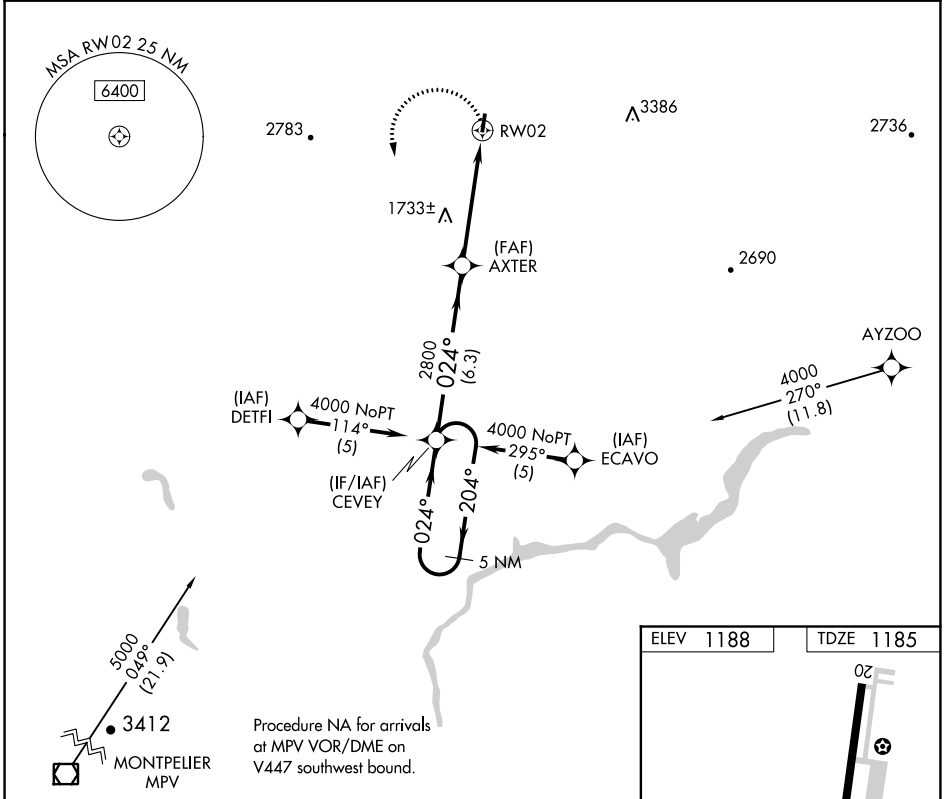 MSA RW02 25 NM
6400
2783
RW02
3386
2736
1733±
(FAF)
AXTER
2690
AYZOO
2800
024°
(6.3)
4000
270°
(11.8)
(IAF)
DETFI
4000 NoPT
114°
(5)
4000 NoPT
295°
(5)
(IAF)
ECAVO
(IF/IAF)
CEVEY
024°
204°
5 NM
5000
049°
(21.9)
3412
MONTPELIER
MPV
Procedure NA for arrivals
at MPV VOR/DME on
V447 southwest bound.
ELEV 1188
TDZE 1185
20